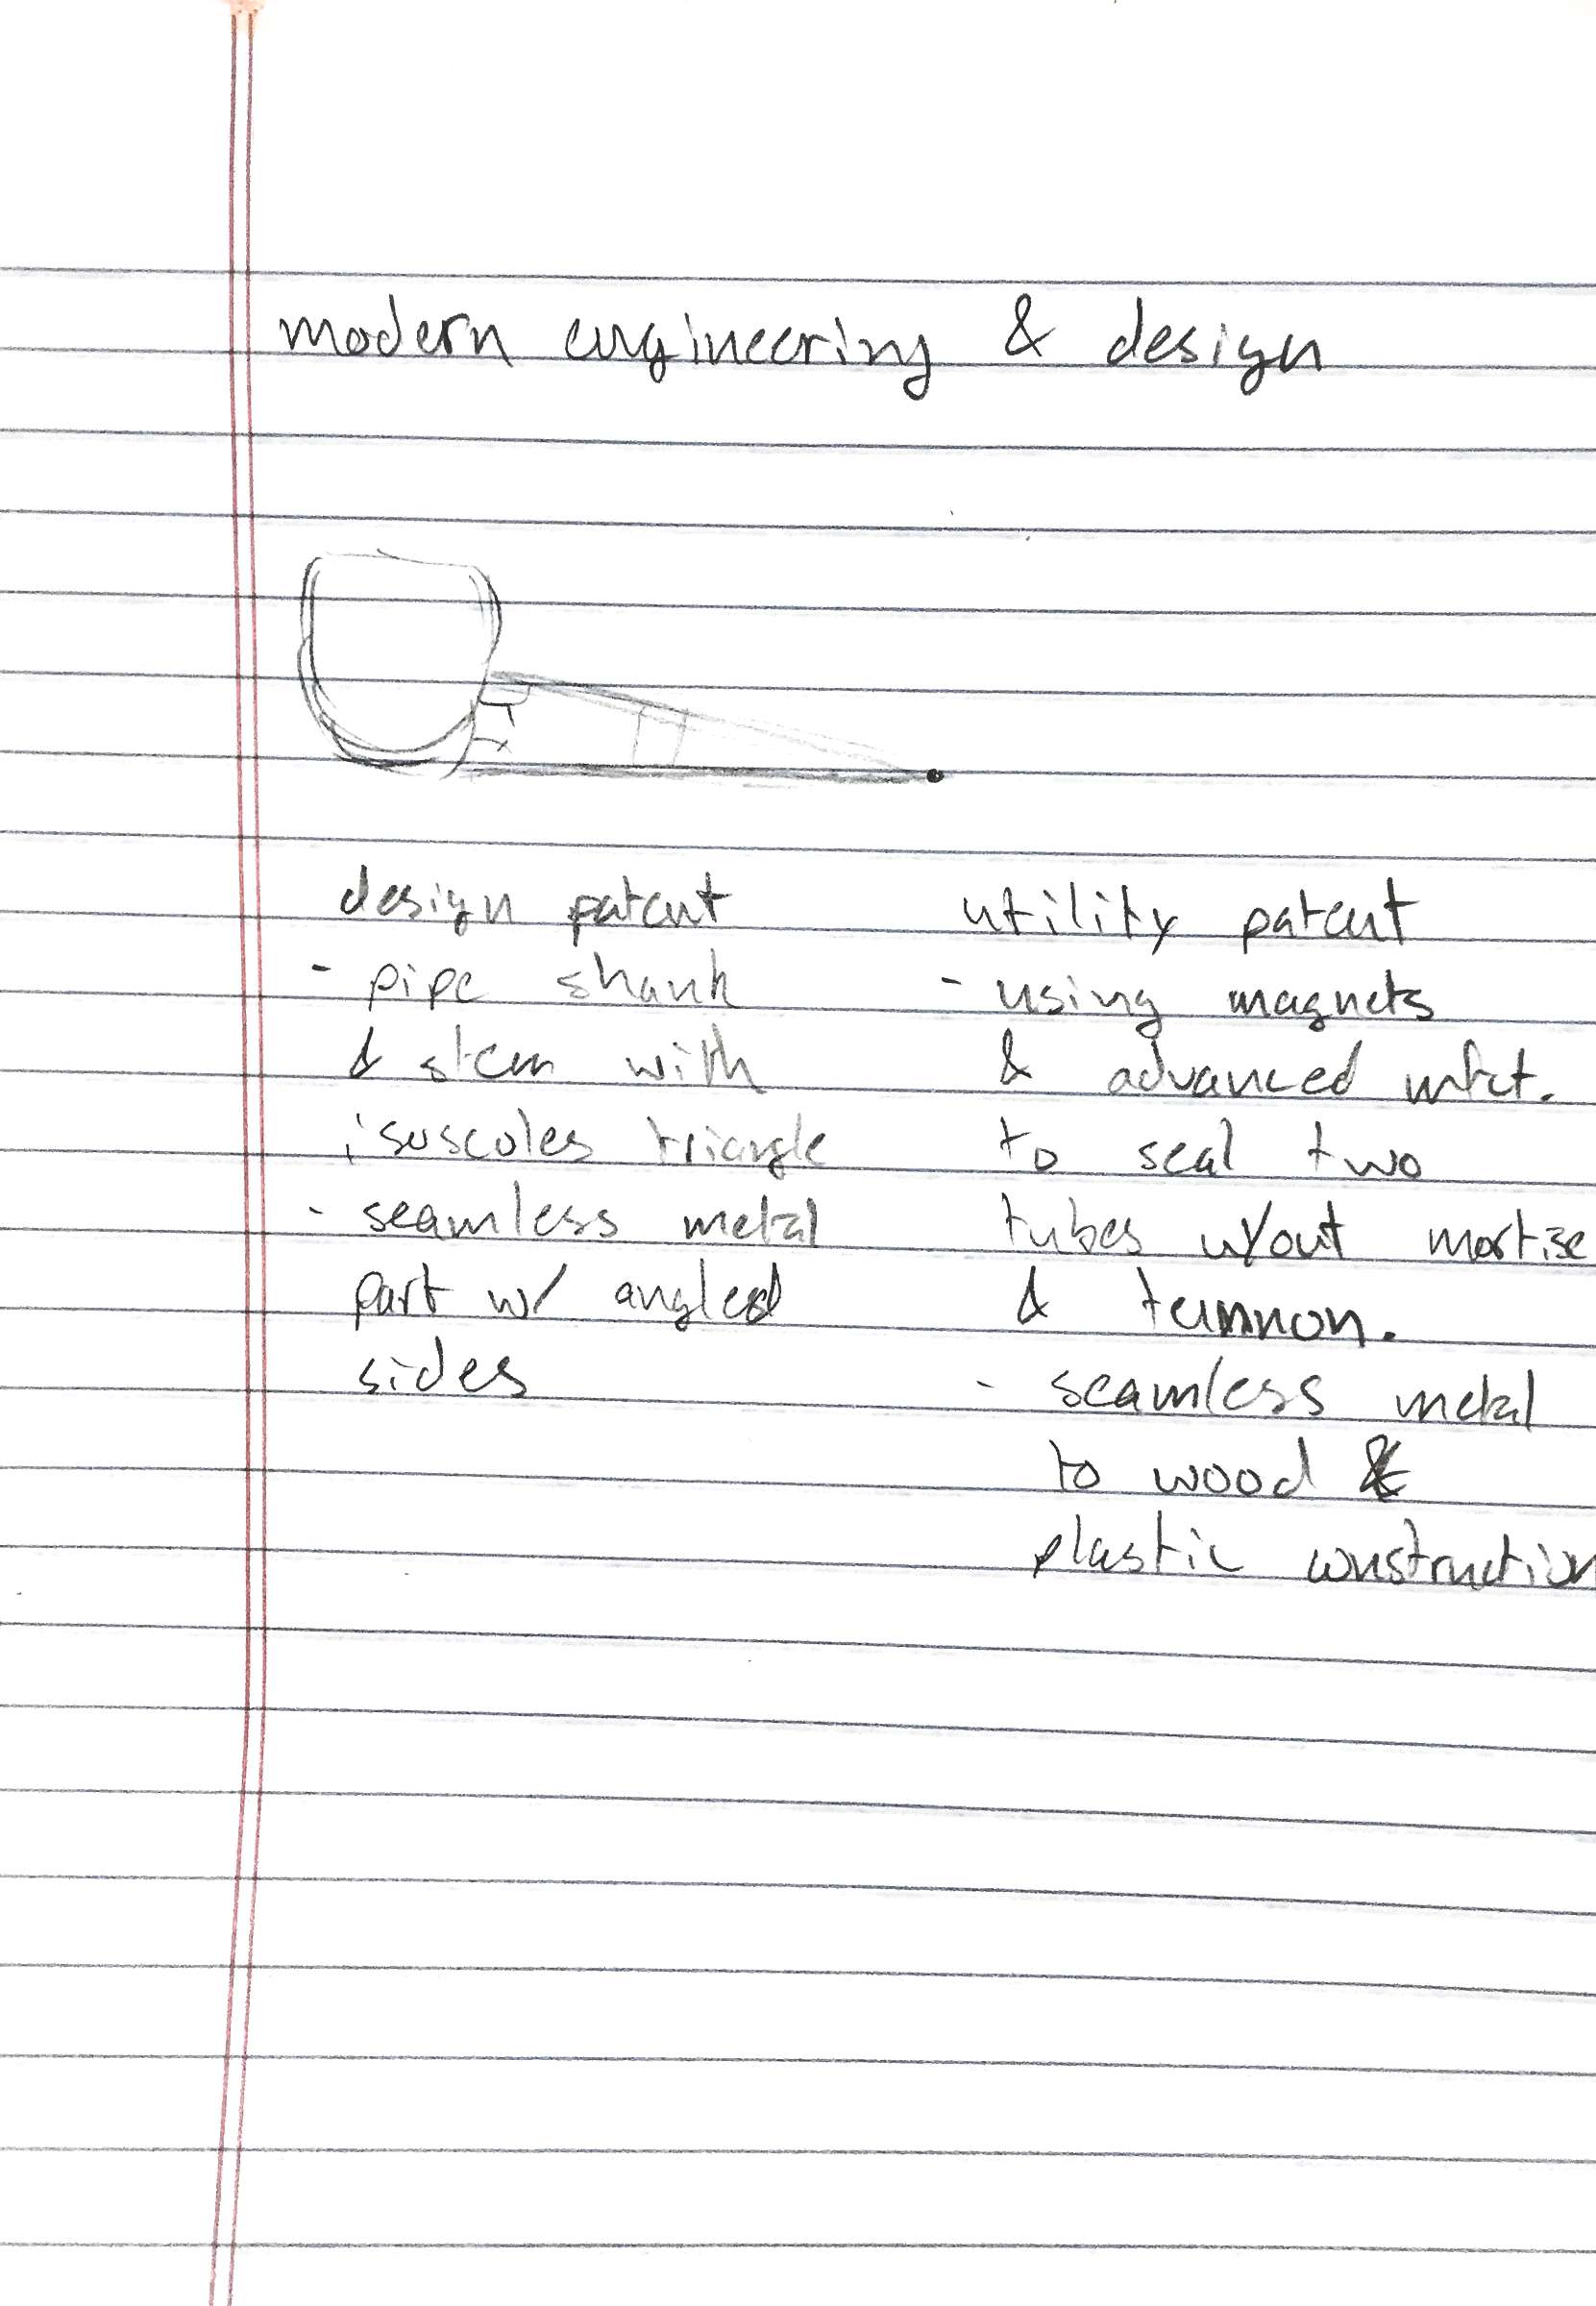 modern engineering & design
design patent
- pipe shank
& stem with
isoscoles triangle
- seamless metal
part w/ angled
sides
utility patent
- using magnets
& advanced mfct.
to seal two
tubes w/out mortise
& tennon.
- seamless metal
to wood &
plastic construction